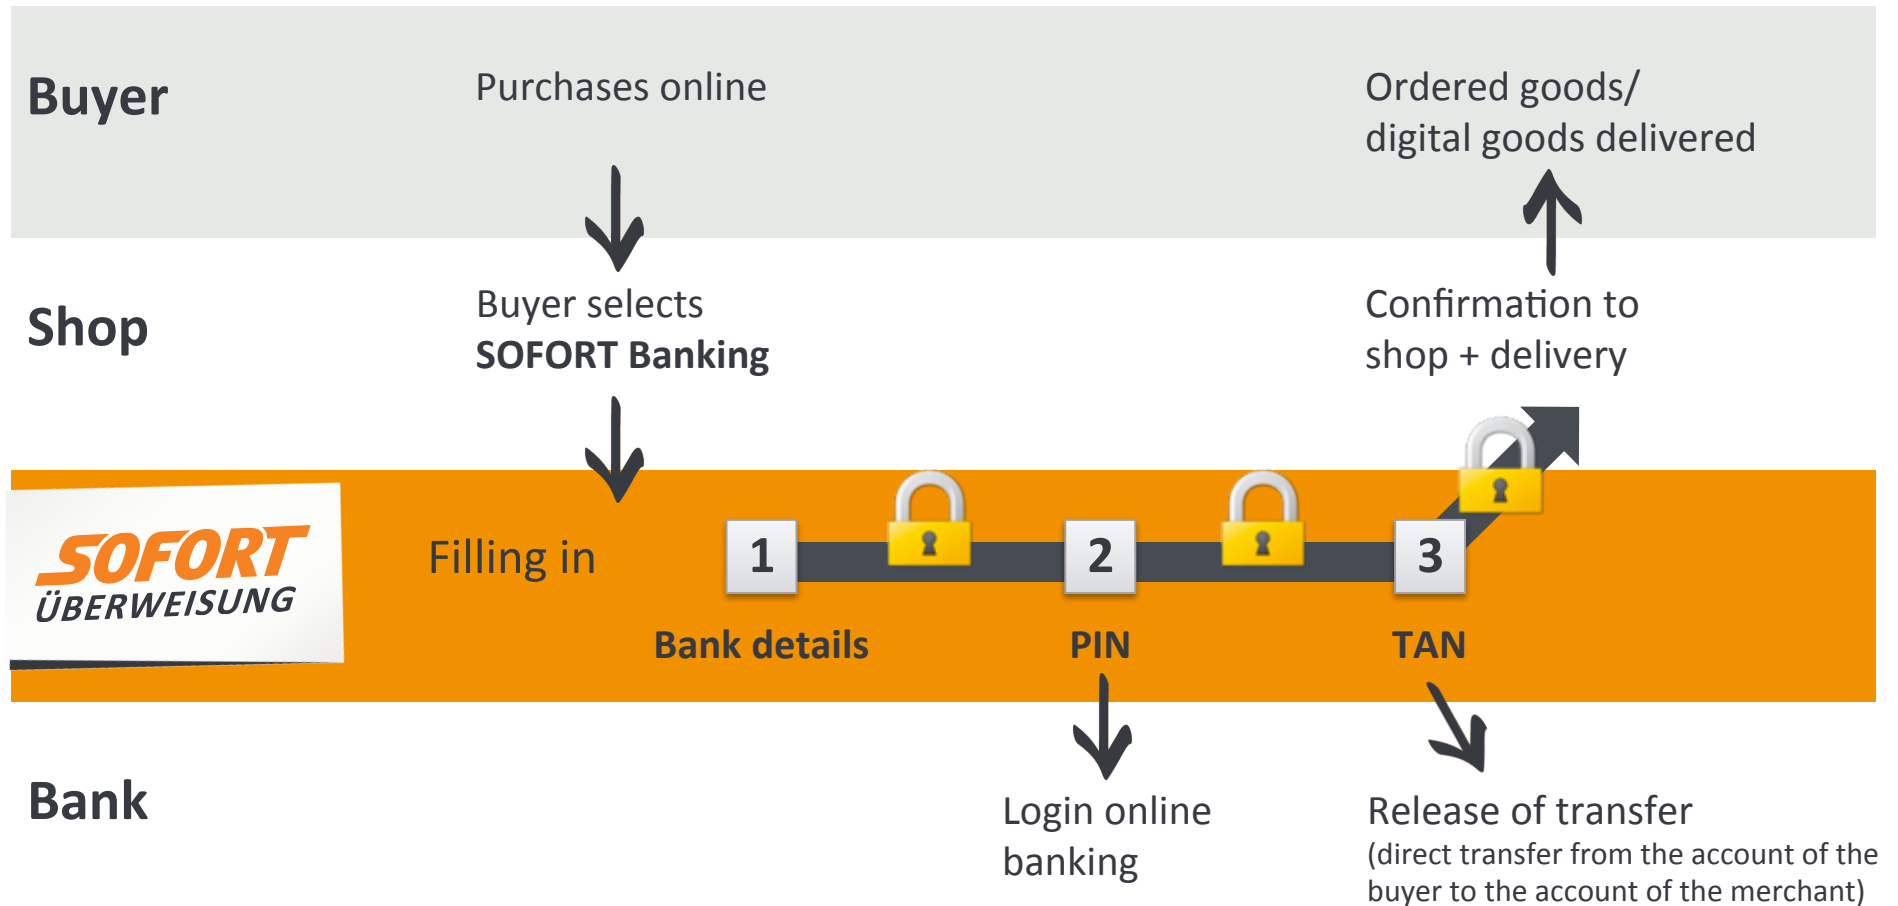 Buyer
Purchases online
Ordered goods/
digital goods delivered
Shop
Buyer selects
SOFORT Banking
Confirmation to
shop + delivery
SOFORT
ÜBERWEISUNG
Filling in
1
2
3
Bank details
PIN
TAN
Bank
Login online
banking
Release of transfer
(direct transfer from the account of the
buyer to the account of the merchant)